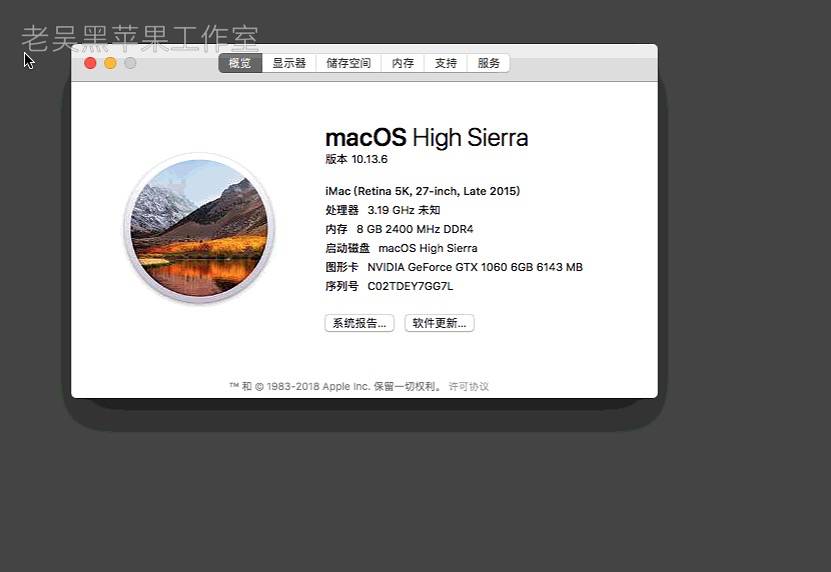 老吴黑苹果工作室
概览 显示器 储存空间 内存 支持 服务
macOS High Sierra
版本 10.13.6
iMac (Retina 5K, 27-inch, Late 2015)
处理器 3.19 GHz 未知
内存 8 GB 2400 MHz DDR4
启动磁盘 macOS High Sierra
图形卡 NVIDIA GeForce GTX 1060 6GB 6143 MB
序列号 C02TDEY7GG7L
系统报告... 软件更新...
™ 和 © 1983-2018 Apple Inc. 保留一切权利。 许可协议